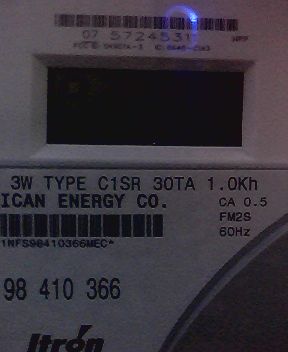 07 57245311
3W TYPE C1SR 30TA 1.0Kh
ICAN ENERGY CO.
CA 0.5
FM2S
60Hz
1NFS98410366MEC*
98 410 366
Itron